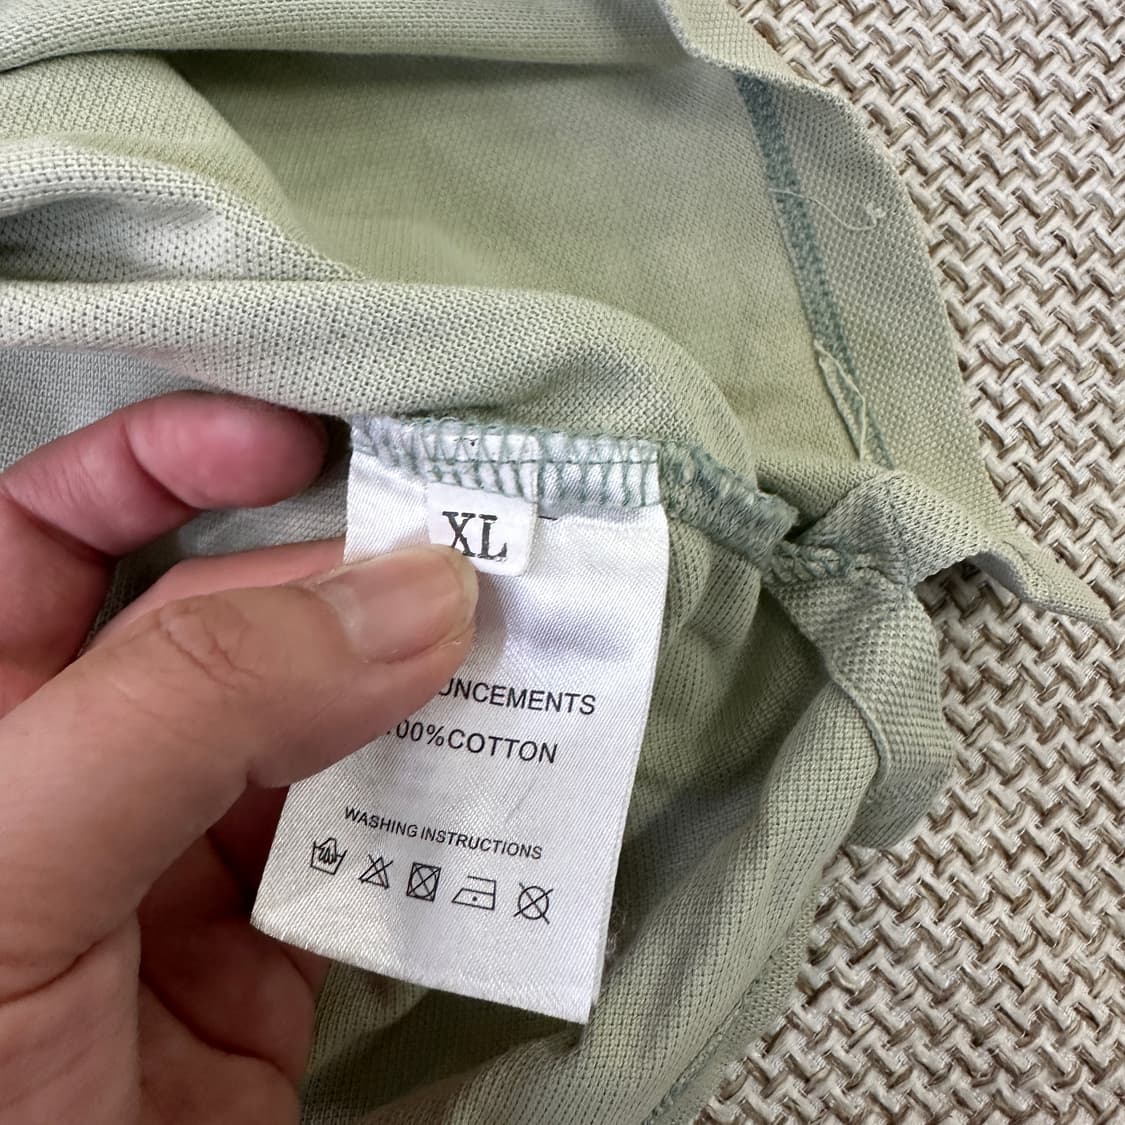 XL
UNCEMENTS
00%COTTON
WASHING INSTRUCTIONS